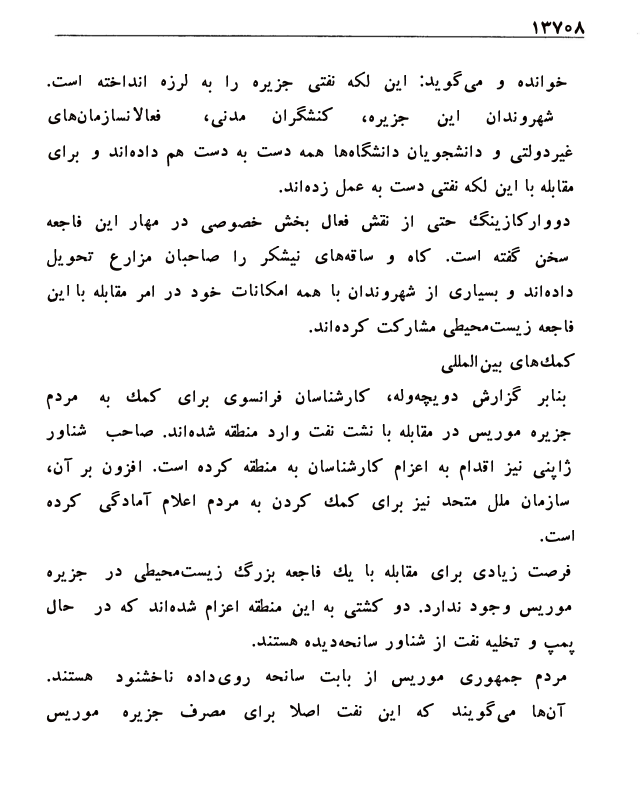 ۱۳۷۰۸
خوانده و می‌گوید: این لکه نفتی جزیره را به لرزه انداخته است.
شهروندان این جزیره، کنشگران مدنی، فعالانسازمان‌های
غیردولتی و دانشجویان دانشگاه‌ها همه دست به دست هم داده‌اند و برای
مقابله با این لکه نفتی دست به عمل زده‌اند.
دووارکازینگ حتی از نقش فعال بخش خصوصی در مهار این فاجعه
سخن گفته است. کاه و ساقه‌های نیشکر را صاحبان مزارع تحویل
داده‌اند و بسیاری از شهروندان با همه امکانات خود در امر مقابله با این
فاجعه زیست‌محیطی مشارکت کرده‌اند.
کمک‌های بین‌المللی
بنابر گزارش دویچه‌وله، کارشناسان فرانسوی برای کمک به مردم
جزیره موریس در مقابله با نشت نفت وارد منطقه شده‌اند. صاحب شناور
ژاپنی نیز اقدام به اعزام کارشناسان به منطقه کرده است. افزون بر آن،
سازمان ملل متحد نیز برای کمک کردن به مردم اعلام آمادگی کرده
است.
فرصت زیادی برای مقابله با یک فاجعه بزرگ زیست‌محیطی در جزیره
موریس وجود ندارد. دو کشتی به این منطقه اعزام شده‌اند که در حال
پمپ و تخلیه نفت از شناور سانحه‌دیده هستند.
مردم جمهوری موریس از بابت سانحه روی‌داده ناخشنود هستند.
آن‌ها می‌گویند که این نفت اصلا برای مصرف جزیره موریس